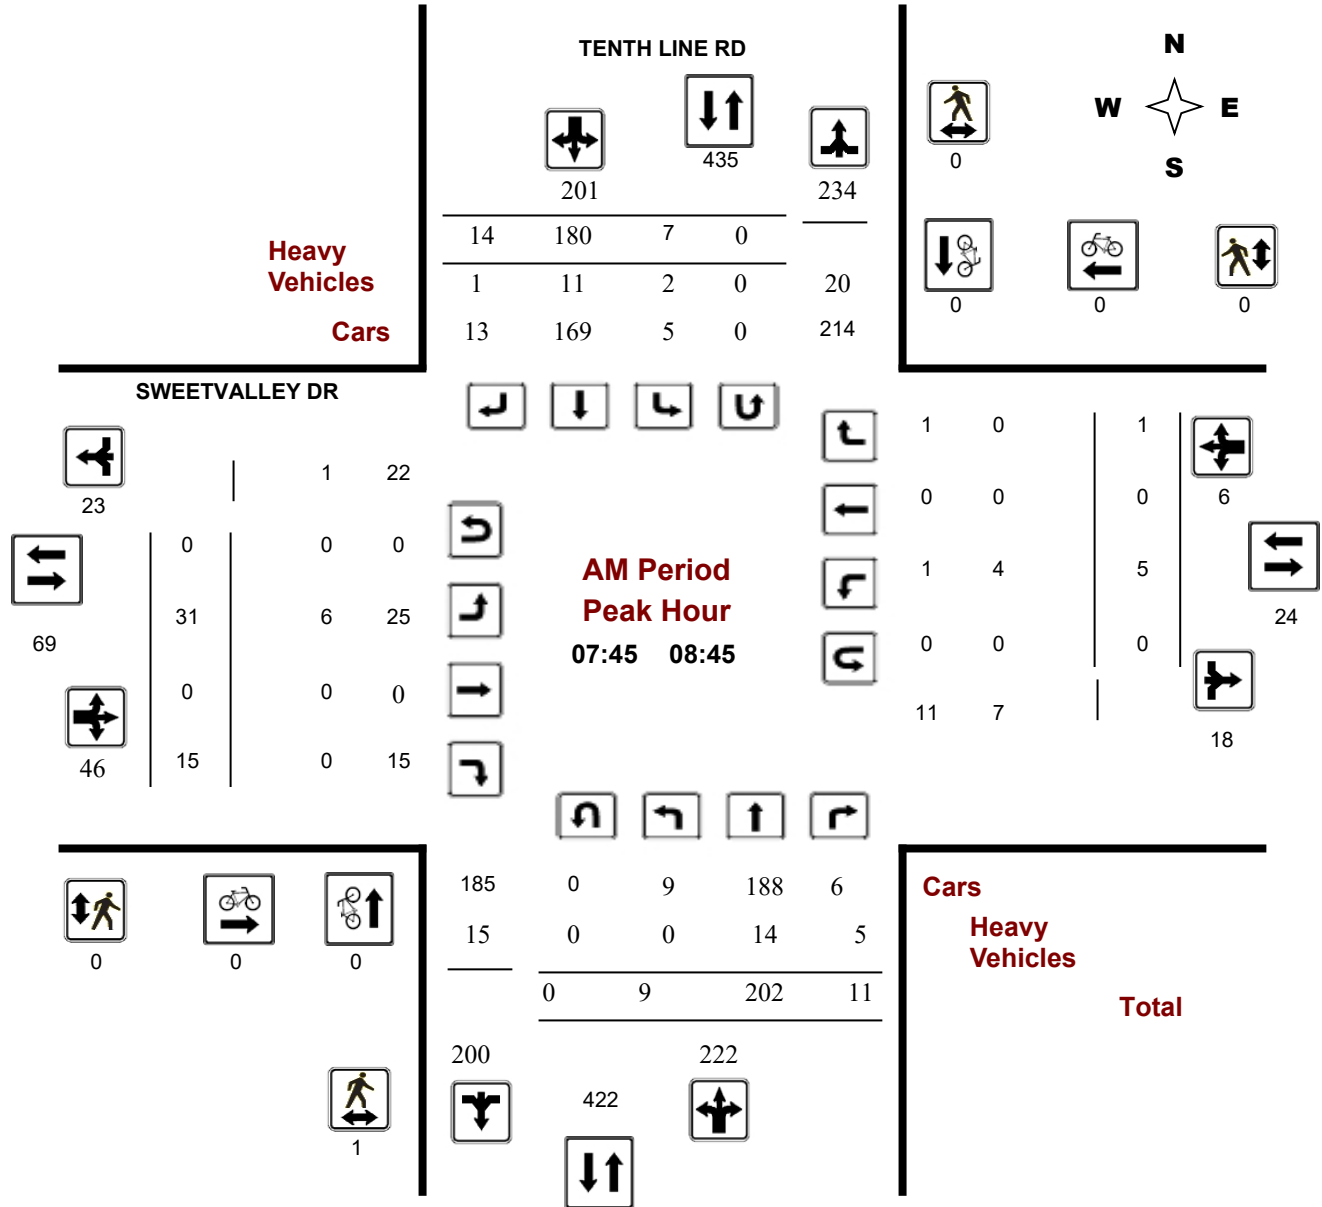 TENTH LINE RD
N
W E
S
435
0
201 234
14 180 7 0
Heavy
Vehicles
1 11 2 0 20
0 0 0
Cars
13 169 5 0 214
SWEETVALLEY DR
1 0 1
1 22
23
0 0 0 6
0 0 0
AM Period
1 4 5
Peak Hour
31 6 25
24
69
07:45 08:45
0 0 0
0 0 0
11 7
18
46 15 0 15
185 0 9 188 6
Cars
15 0 0 14 5
Heavy
Vehicles
0 0 0
0 9 202 11
Total
200 222
422
1